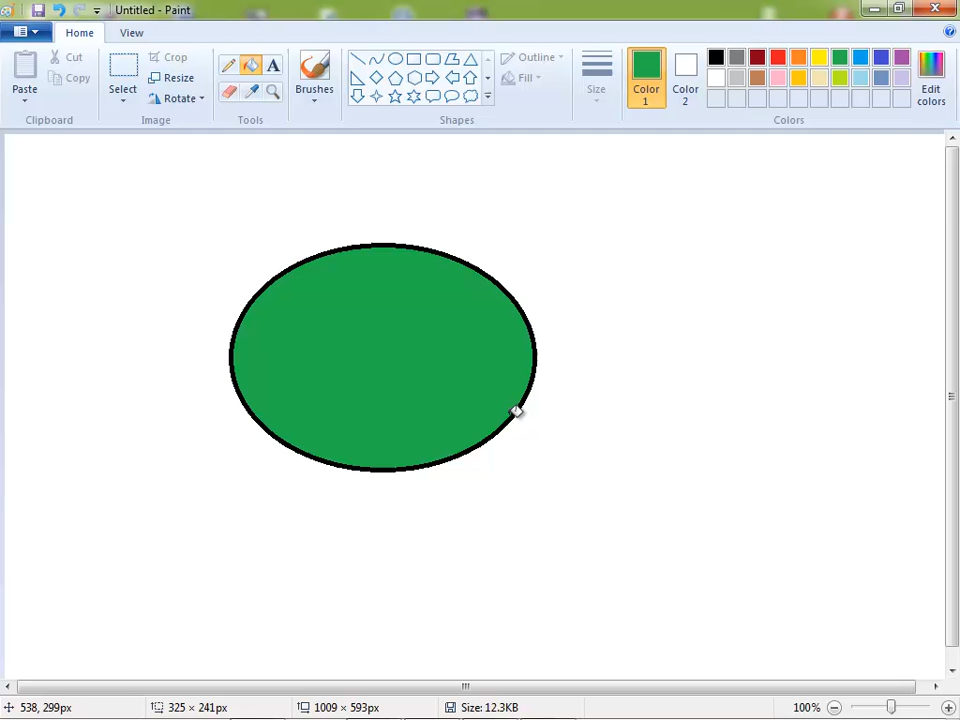 Untitled - Paint
Home View
Paste
Cut
Copy
Clipboard
Select
Crop
Resize
Rotate
Image
A
Tools
Brushes
Outline
Fill
Shapes
Size
Color
1
Color
2
Edit
colors
Colors
538, 299px
325 × 241px
1009 × 593px
Size: 12.3KB
100%